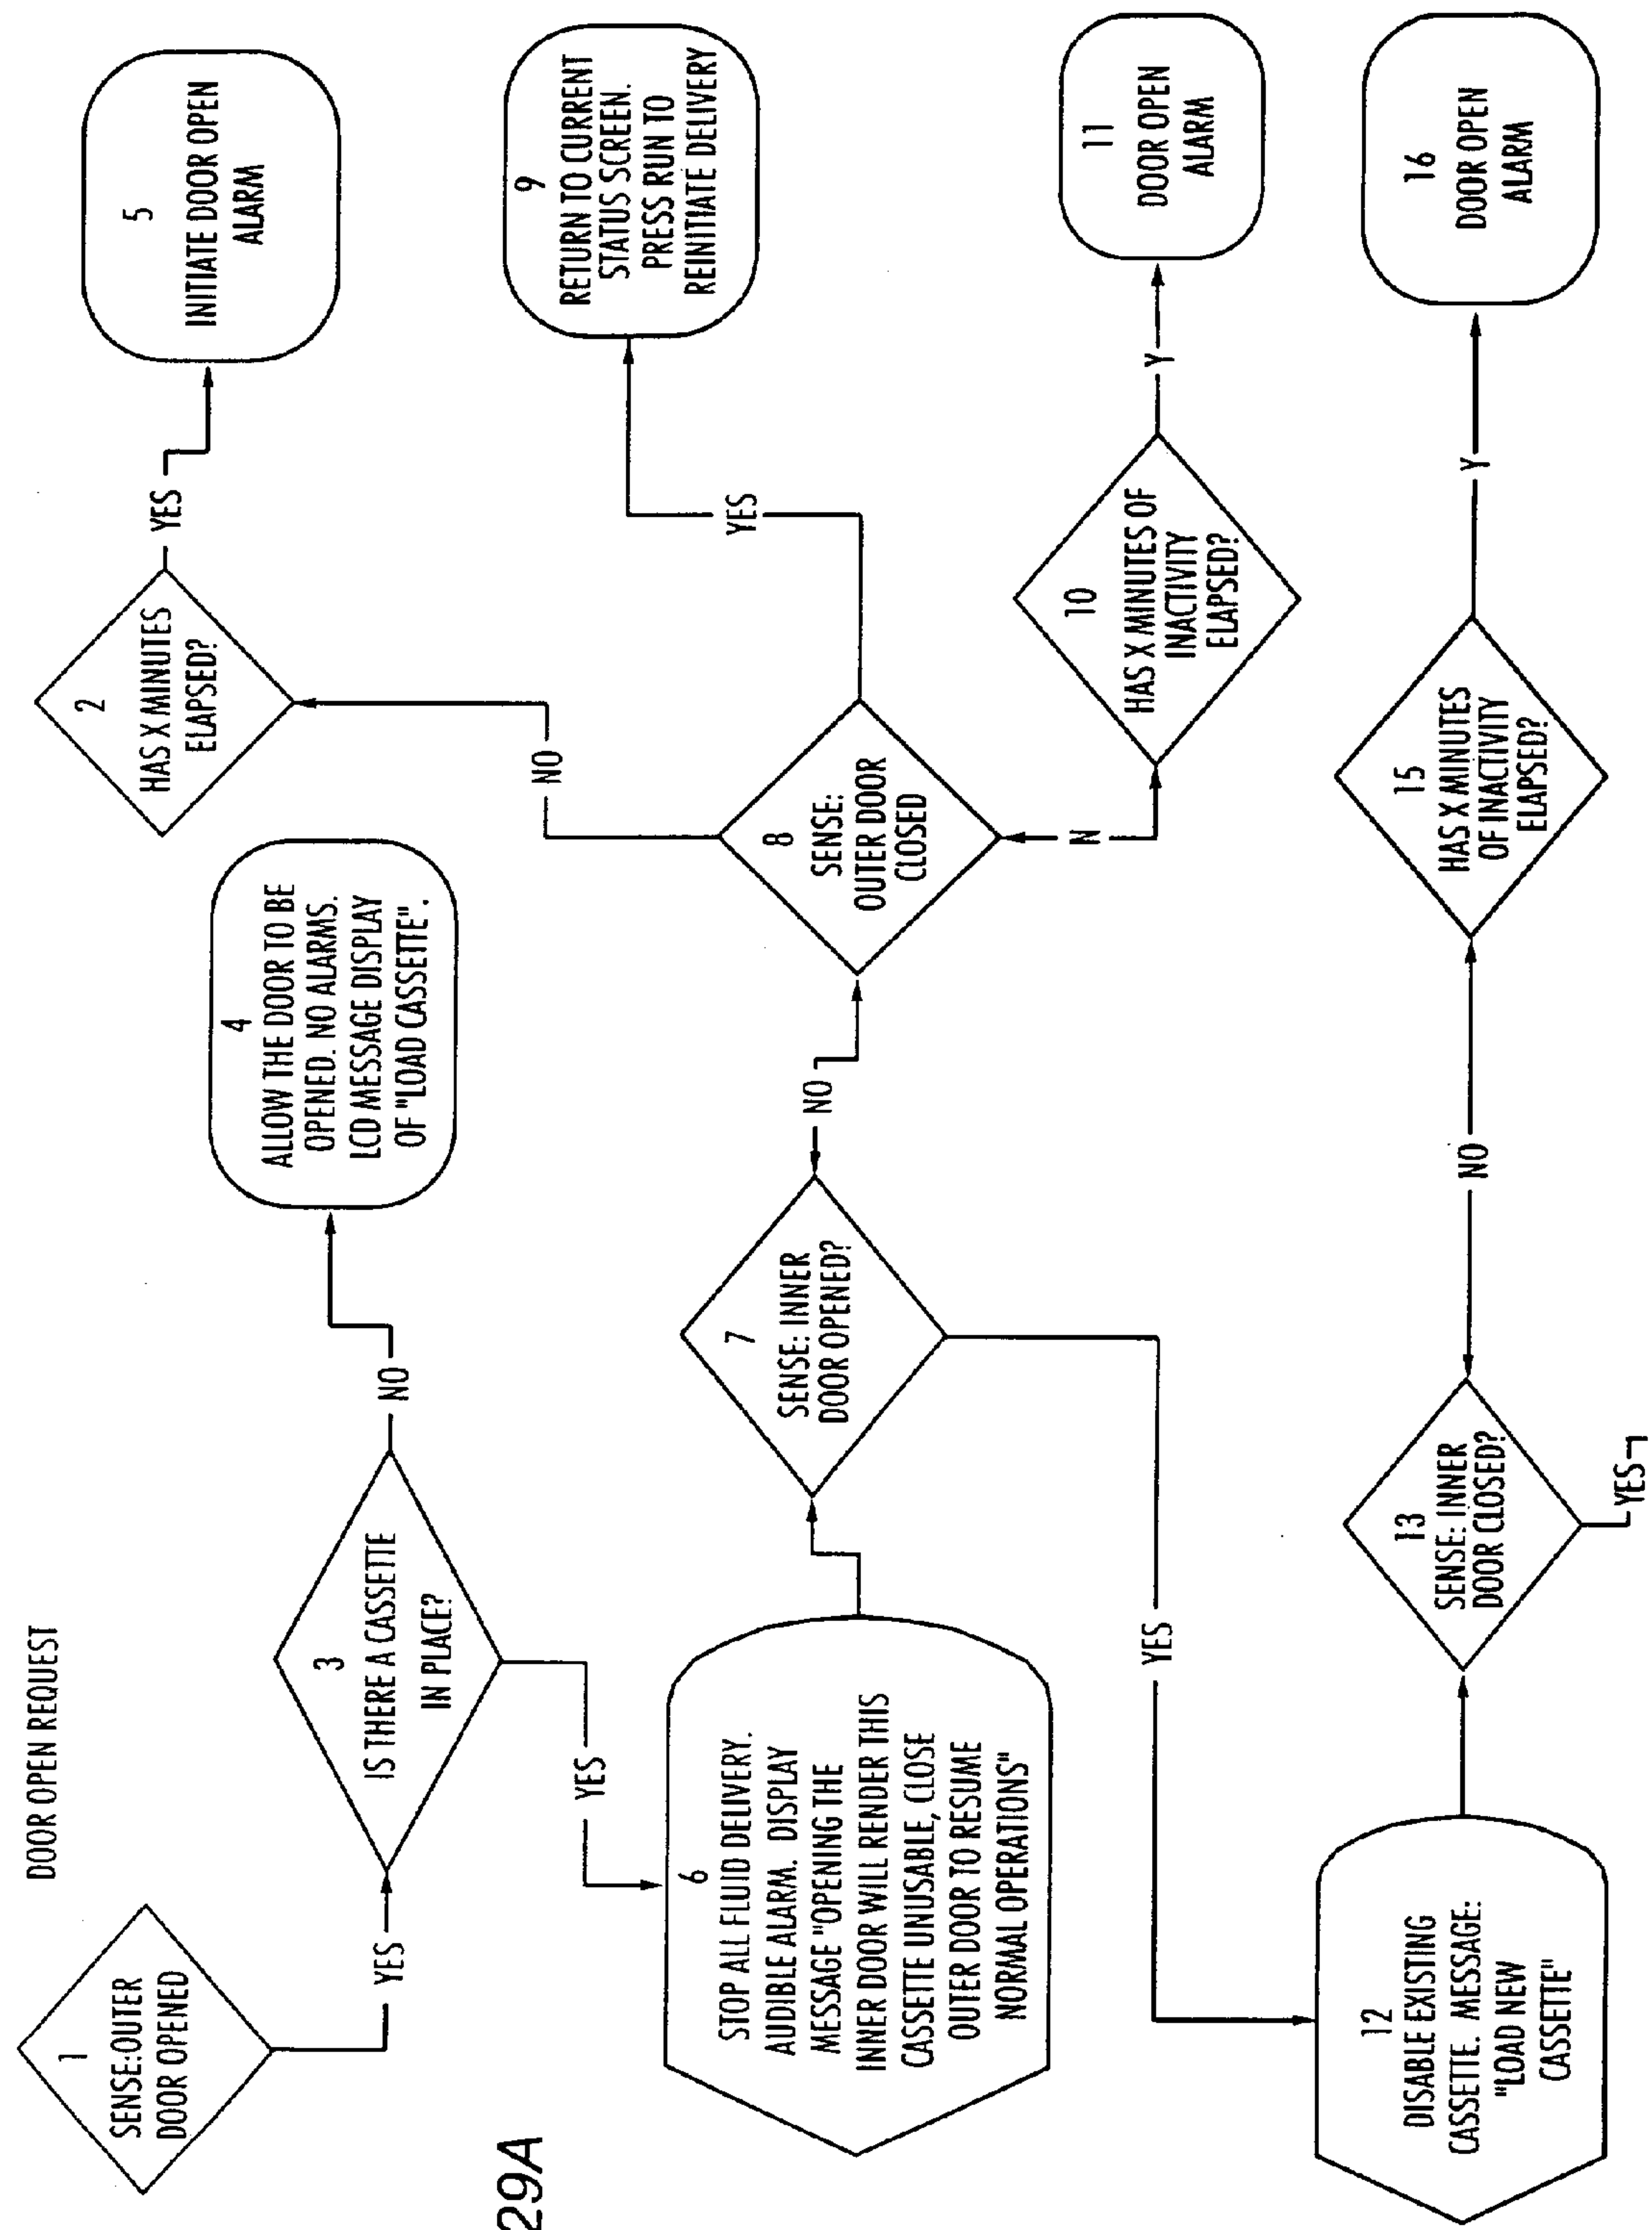 DOOR OPEN REQUEST
1
SENSE:OUTER
DOOR OPENED
YES
3
IS THERE A CASSETTE
IN PLACE?
NO
4
ALLOW THE DOOR TO BE
OPENED. NO ALARMS.
LCD MESSAGE DISPLAY
OF "LOAD CASSETTE".
2
HAS X MINUTES
ELAPSED?
YES
5
INITIATE DOOR OPEN
ALARM
YES
6
STOP ALL FLUID DELIVERY.
AUDIBLE ALARM. DISPLAY
MESSAGE "OPENING THE
INNER DOOR WILL RENDER THIS
CASSETTE UNUSABLE, CLOSE
OUTER DOOR TO RESUME
NORMAL OPERATIONS"
7
SENSE: INNER
DOOR OPENED?
NO
8
SENSE:
OUTER DOOR
CLOSED
NO
YES
9
RETURN TO CURRENT
STATUS SCREEN.
PRESS RUN TO
REINITIATE DELIVERY
N
10
HAS X MINUTES OF
INACTIVITY
ELAPSED?
Y
11
DOOR OPEN
ALARM
YES
12
DISABLE EXISTING
CASSETTE. MESSAGE:
"LOAD NEW
CASSETTE"
13
SENSE: INNER
DOOR CLOSED?
YES
NO
15
HAS X MINUTES
OF INACTIVITY
ELAPSED?
Y
16
DOOR OPEN
ALARM
29A